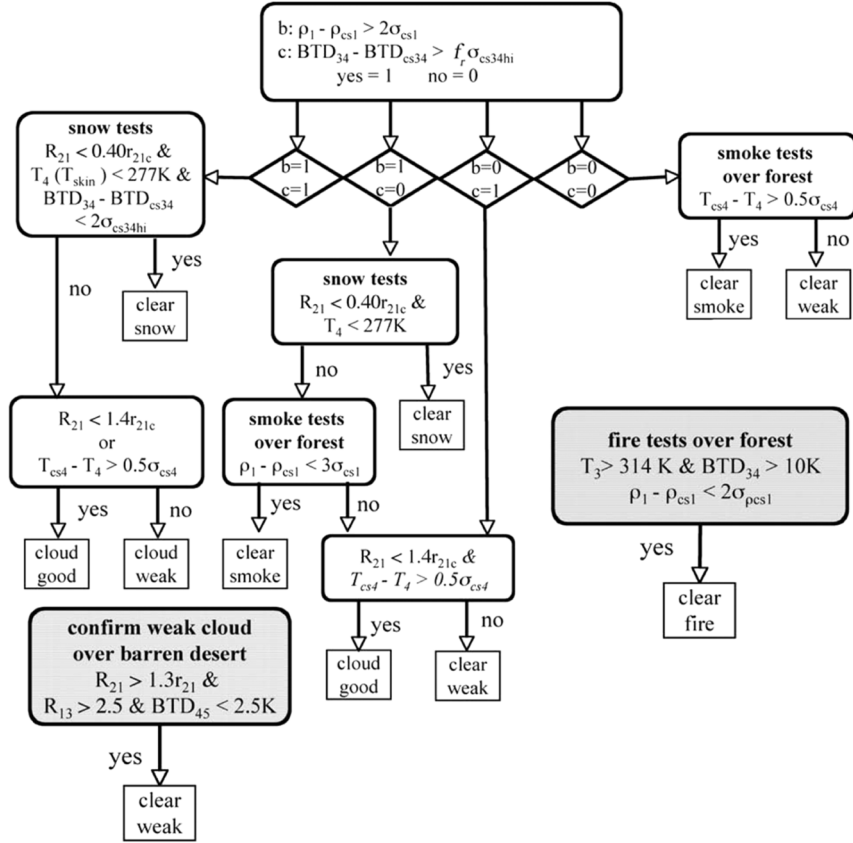 b: ρ₁ - ρcs1 > 2σcs1
c: BTD₃₄ - BTDcs34 > fᵣσcs34hi
yes = 1 no = 0
b=1
c=1
b=1
c=0
b=0
c=1
b=0
c=0
snow tests
R₂₁ < 0.40r21c &
T₄ (Tskin) < 277K &
BTD₃₄ - BTDcs34
< 2σcs34hi
yes
clear
snow
no
R₂₁ < 1.4r21c
or
Tcs4 - T₄ > 0.5σcs4
yes
cloud
good
no
cloud
weak
snow tests
R₂₁ < 0.40r21c &
T₄ < 277K
yes
clear
snow
no
smoke tests
over forest
ρ₁ - ρcs1 < 3σcs1
yes
clear
smoke
no
R₂₁ < 1.4r21c &
Tcs4 - T₄ > 0.5σcs4
yes
cloud
good
no
clear
weak
smoke tests
over forest
Tcs4 - T₄ > 0.5σcs4
yes
clear
smoke
no
clear
weak
fire tests over forest
T₃> 314 K & BTD₃₄ > 10K
ρ₁ - ρcs1 < 2σρcs1
yes
clear
fire
confirm weak cloud
over barren desert
R₂₁ > 1.3r₂₁ &
R₁₃ > 2.5 & BTD₄₅ < 2.5K
yes
clear
weak